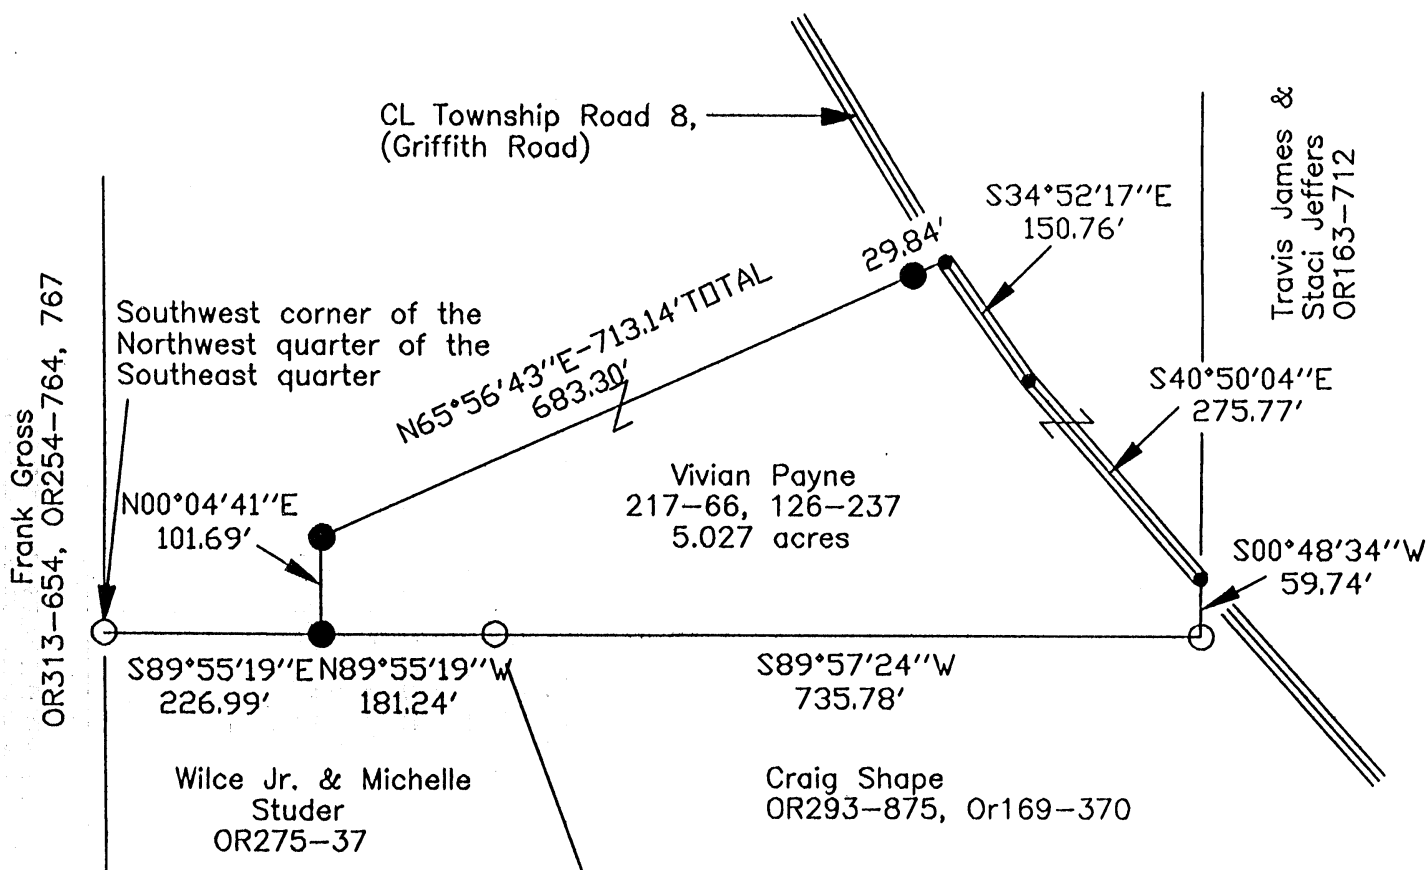 CL Township Road 8,
(Griffith Road)
S34°52'17''E
150.76'
Travis James &
Staci Jeffers
OR163-712
29.84'
N65°56'43''E-713.14'TOTAL
683.30'
Southwest corner of the
Northwest quarter of the
Southeast quarter
Frank Gross
OR313-654, OR254-764, 767
S40°50'04''E
275.77'
Vivian Payne
217-66, 126-237
5.027 acres
N00°04'41''E
101.69'
S00°48'34''W
59.74'
S89°55'19''E N89°55'19''W
226.99' 181.24'
S89°57'24''W
735.78'
Wilce Jr. & Michelle
Studer
OR275-37
Craig Shape
OR293-875, Or169-370